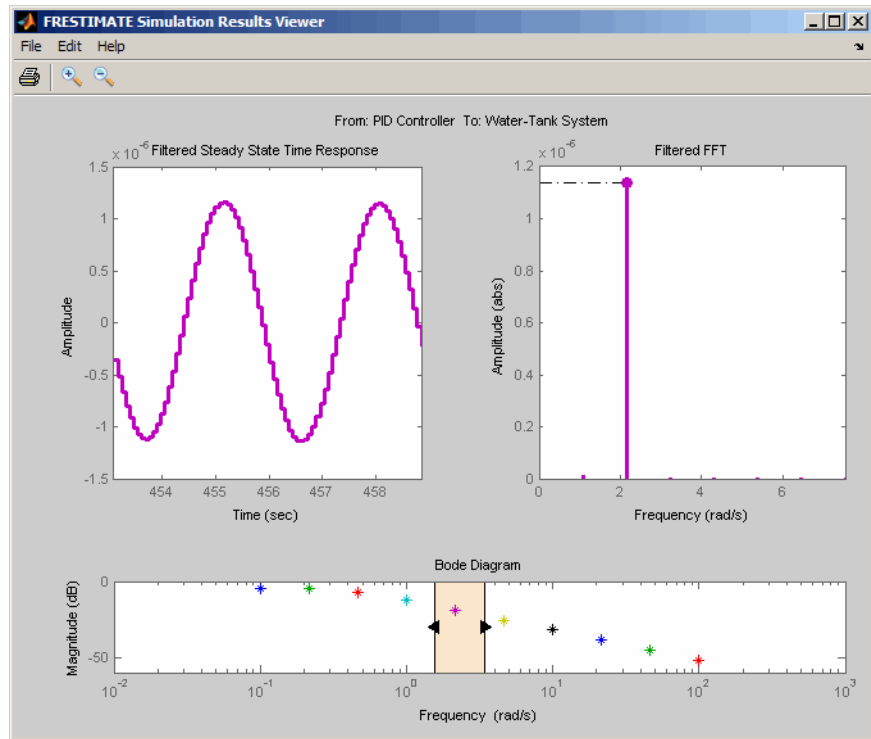 FRESTIMATE Simulation Results Viewer
File Edit Help
From: PID Controller To: Water-Tank System
x 10^-6 Filtered Steady State Time Response
1.5
1
0.5
0
-0.5
-1
-1.5
Amplitude
454 455 456 457 458
Time (sec)
x 10^-6 Filtered FFT
1.2
1
0.8
0.6
0.4
0.2
0
Amplitude (abs)
0 2 4 6
Frequency (rad/s)
Bode Diagram
0
-50
Magnitude (dB)
10^-2 10^-1 10^0 10^1 10^2 10^3
Frequency (rad/s)